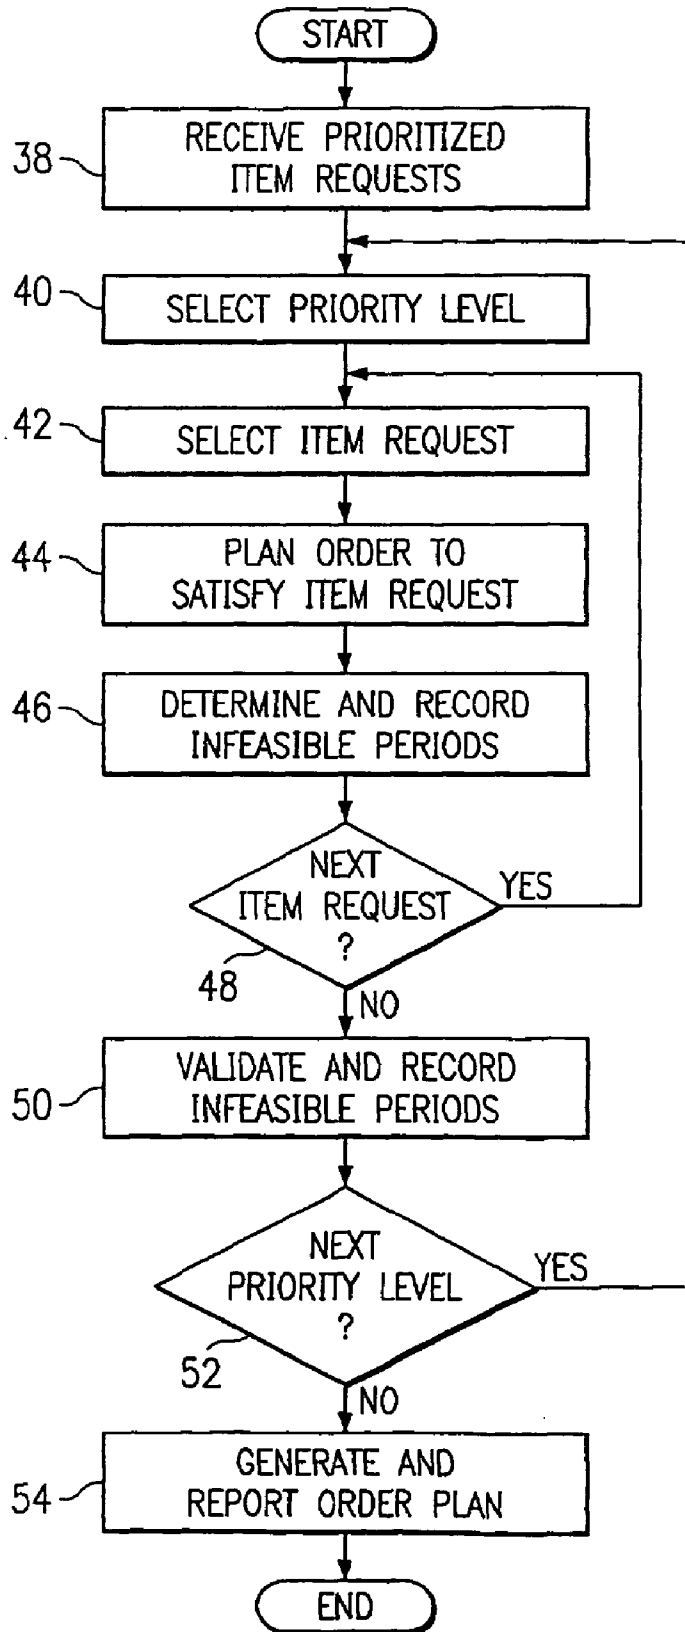 START
38
RECEIVE PRIORITIZED
ITEM REQUESTS
40
SELECT PRIORITY LEVEL
42
SELECT ITEM REQUEST
44
PLAN ORDER TO
SATISFY ITEM REQUEST
46
DETERMINE AND RECORD
INFEASIBLE PERIODS
NEXT
ITEM REQUEST
?
YES
48
NO
50
VALIDATE AND RECORD
INFEASIBLE PERIODS
NEXT
PRIORITY LEVEL
?
YES
52
NO
54
GENERATE AND
REPORT ORDER PLAN
END